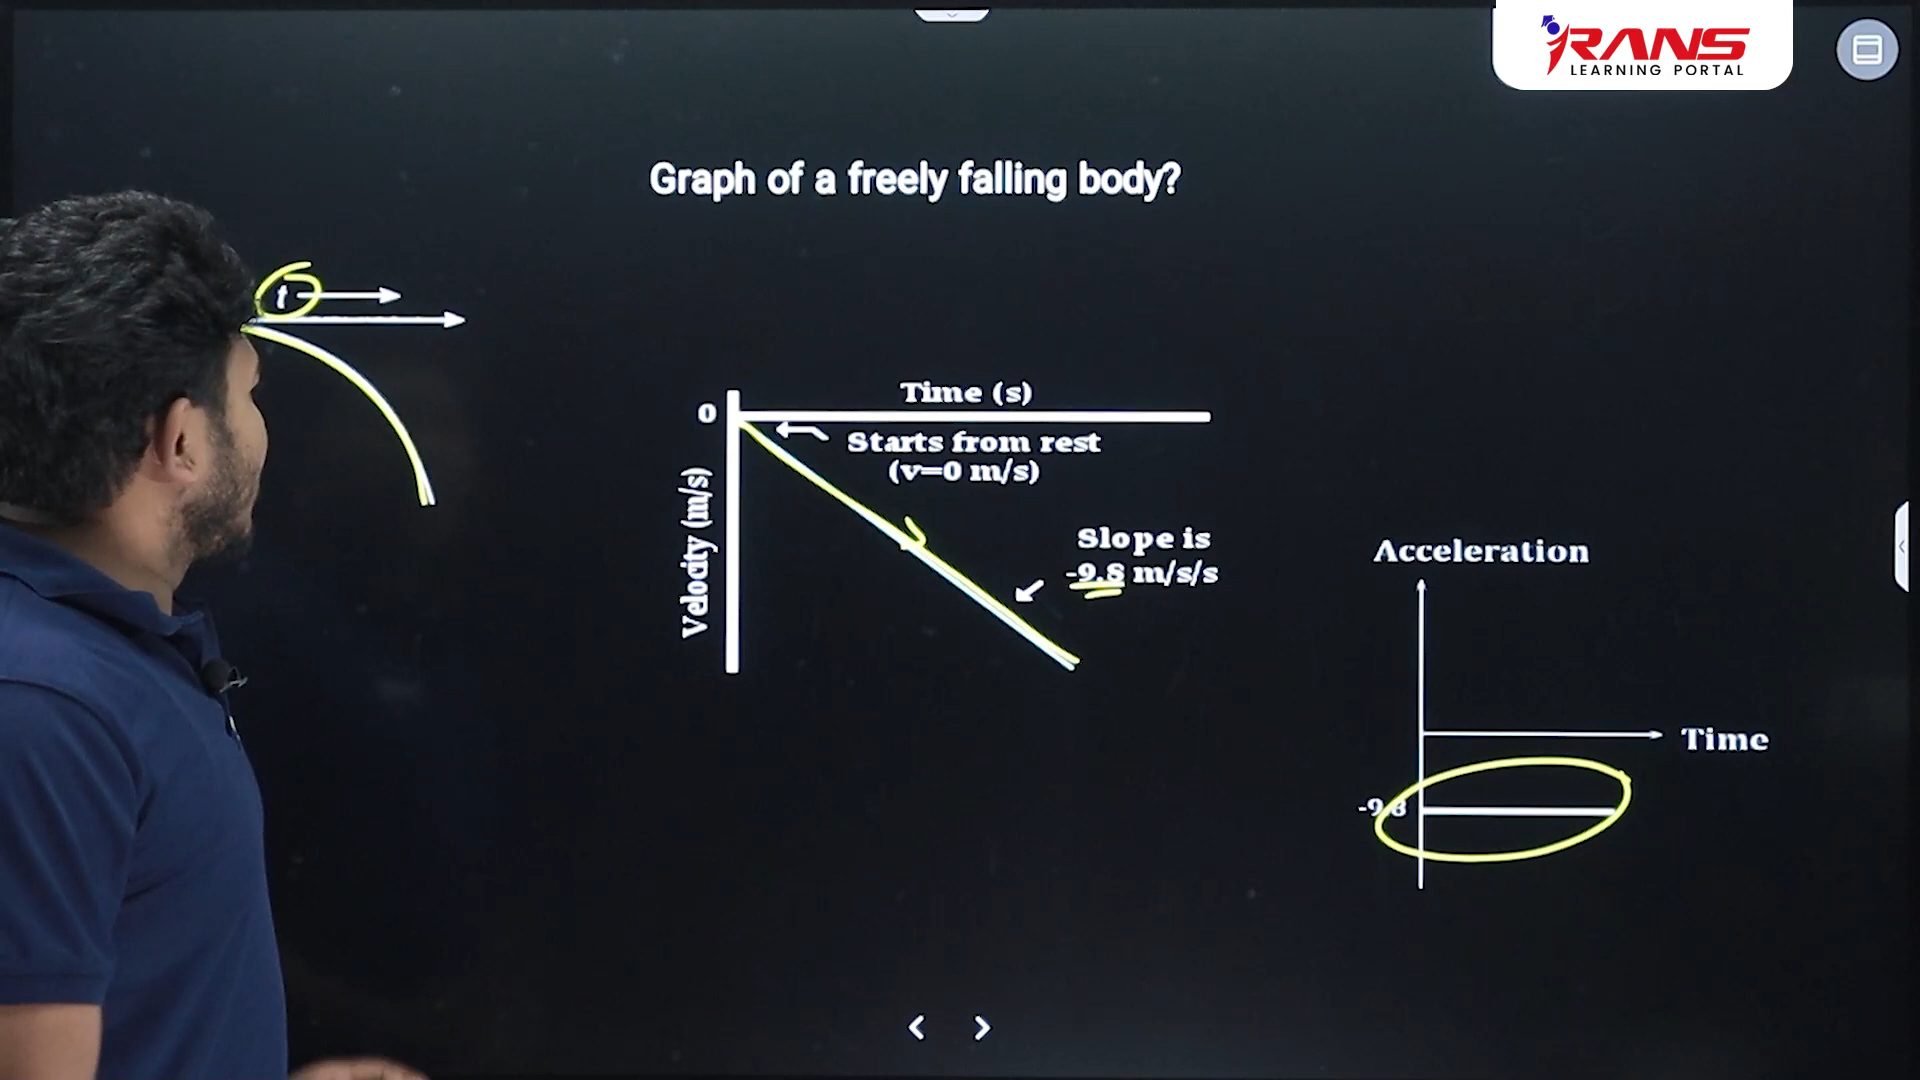 iRANS
LEARNING PORTAL
Graph of a freely falling body?
t
Time (s)
0
Starts from rest
(v=0 m/s)
Velocity (m/s)
Slope is
-9.8 m/s/s
Acceleration
Time
-9.8